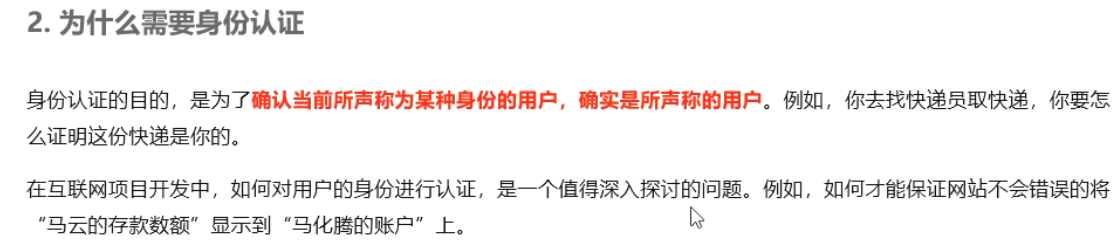 2. 为什么需要身份认证
身份认证的目的，是为了确认当前所声称为某种身份的用户，确实是所声称的用户。例如，你去找快递员取快递，你要怎
么证明这份快递是你的。
在互联网项目开发中，如何对用户的身份进行认证，是一个值得深入探讨的问题。例如，如何才能保证网站不会错误的将
“马云的存款数额”显示到“马化腾的账户”上。